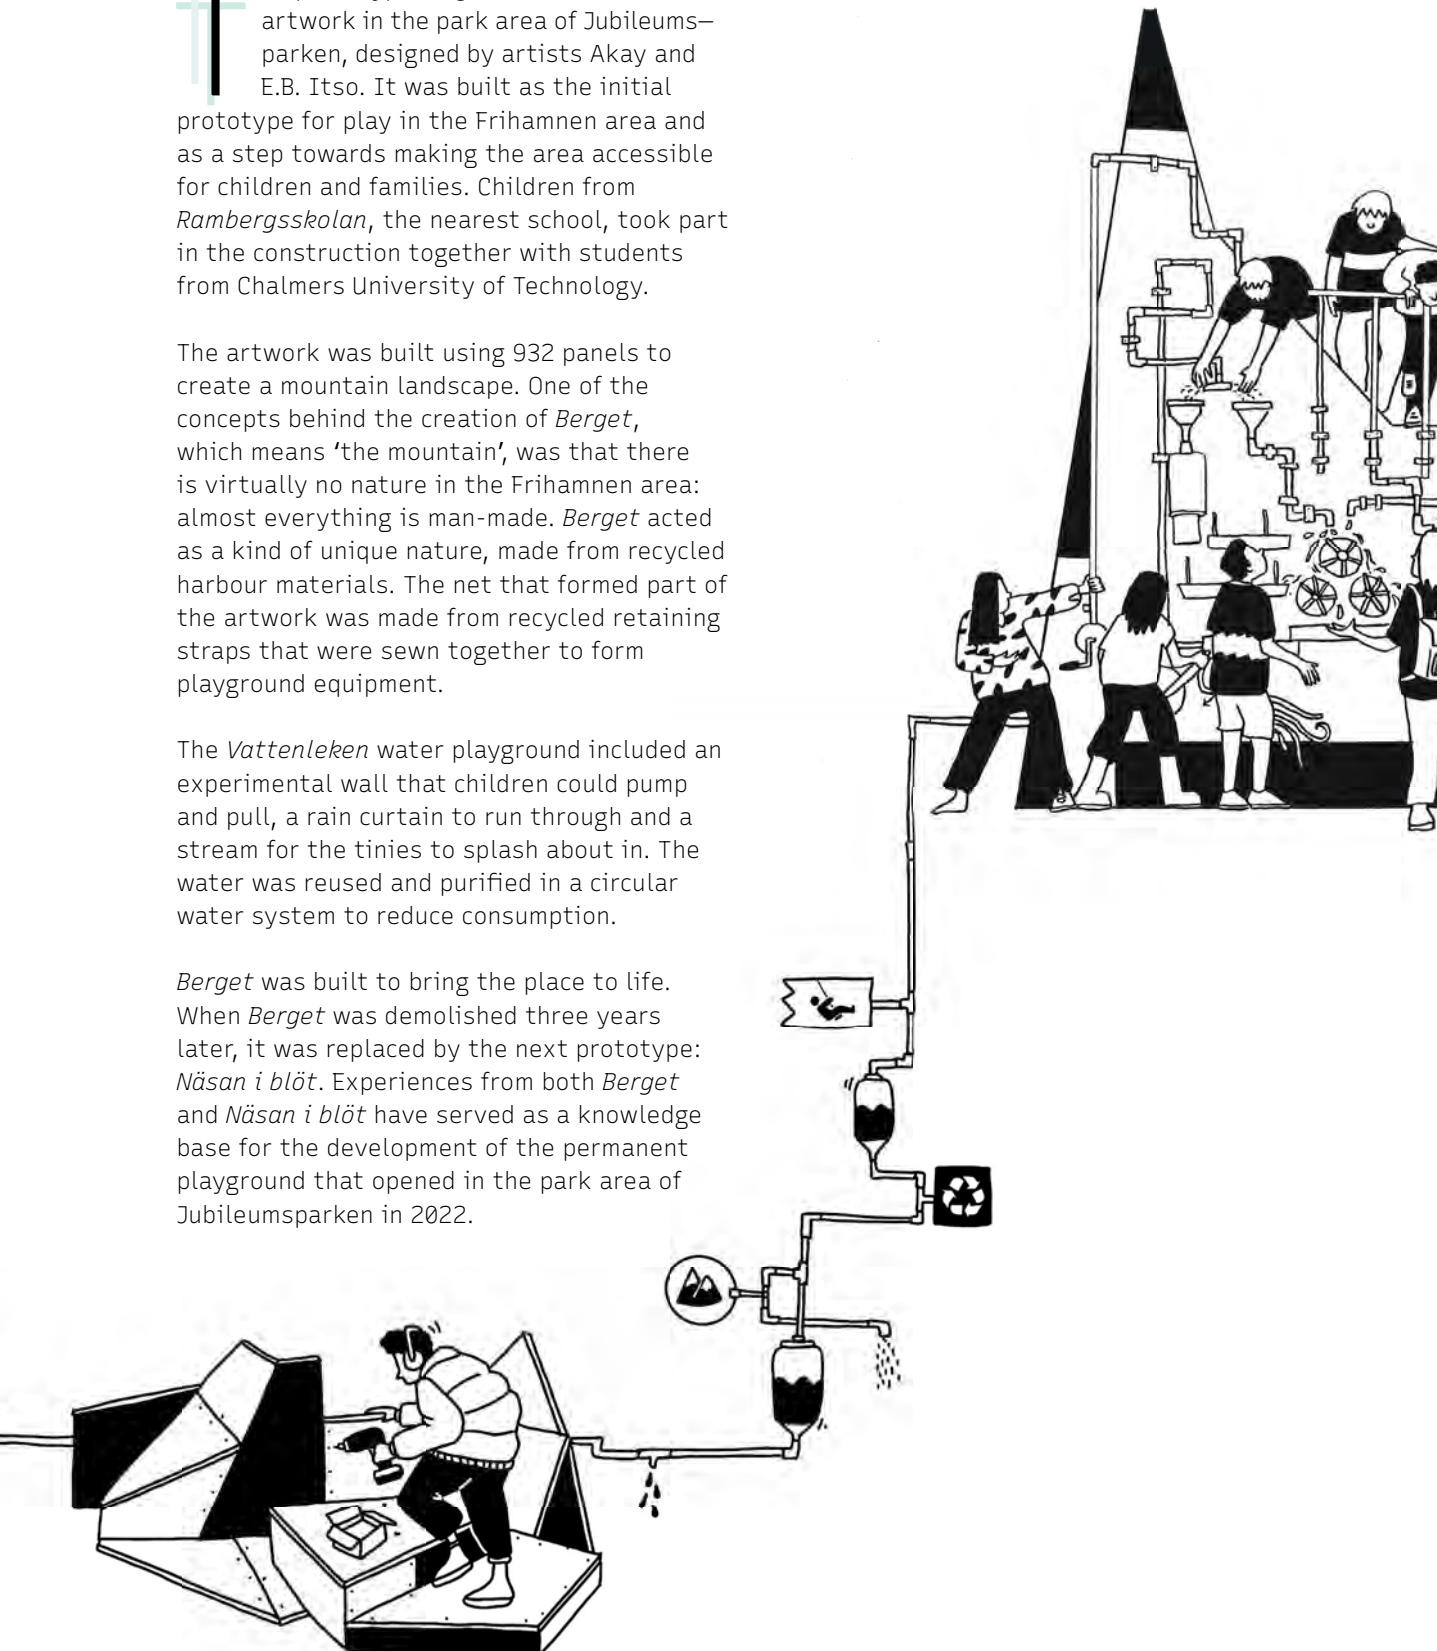 artwork in the park area of Jubileums–
parken, designed by artists Akay and
E.B. Itso. It was built as the initial
prototype for play in the Frihamnen area and
as a step towards making the area accessible
for children and families. Children from
Rambergsskolan, the nearest school, took part
in the construction together with students
from Chalmers University of Technology.
The artwork was built using 932 panels to
create a mountain landscape. One of the
concepts behind the creation of Berget,
which means ‘the mountain’, was that there
is virtually no nature in the Frihamnen area:
almost everything is man-made. Berget acted
as a kind of unique nature, made from recycled
harbour materials. The net that formed part of
the artwork was made from recycled retaining
straps that were sewn together to form
playground equipment.
The Vattenleken water playground included an
experimental wall that children could pump
and pull, a rain curtain to run through and a
stream for the tinies to splash about in. The
water was reused and purified in a circular
water system to reduce consumption.
Berget was built to bring the place to life.
When Berget was demolished three years
later, it was replaced by the next prototype:
Näsan i blöt. Experiences from both Berget
and Näsan i blöt have served as a knowledge
base for the development of the permanent
playground that opened in the park area of
Jubileumsparken in 2022.